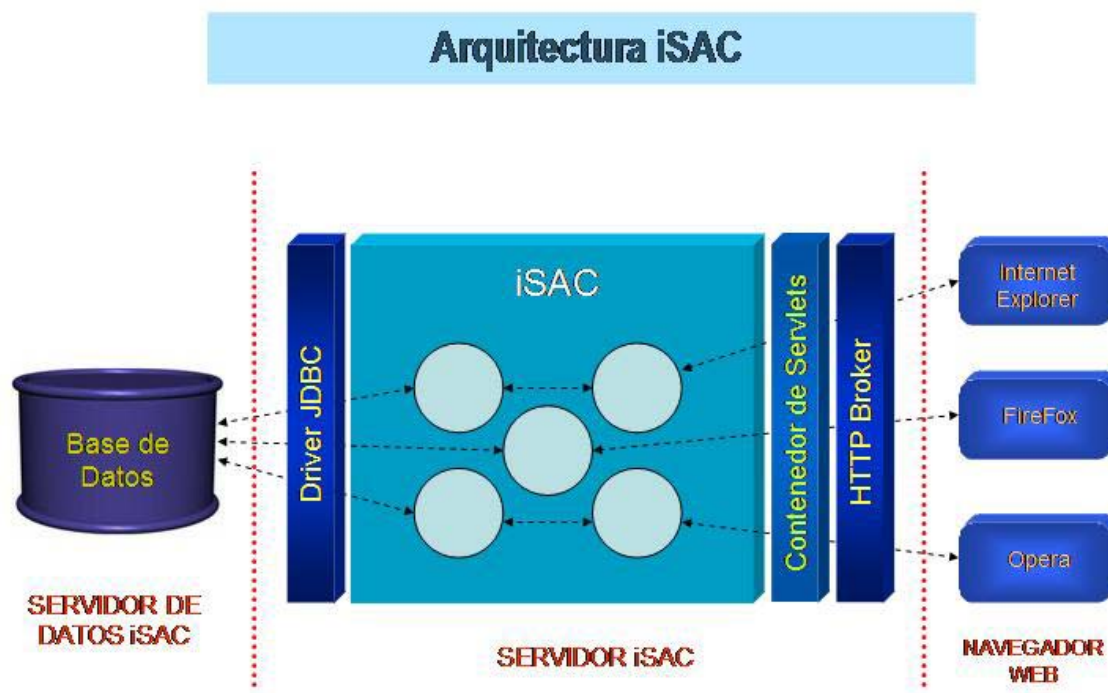 Arquitectura iSAC
Base de
Datos
SERVIDOR DE
DATOS iSAC
Driver JDBC
iSAC
Contenedor de Servlets
HTTP Broker
SERVIDOR iSAC
Internet
Explorer
FireFox
Opera
NAVEGADOR
WEB